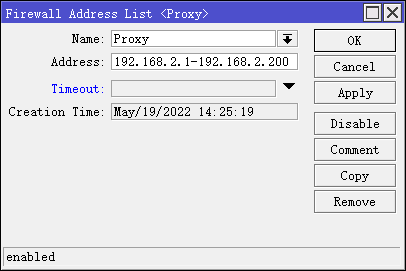 Firewall Address List <Proxy>
Name: Proxy
OK
Address: 192.168.2.1-192.168.2.200
Cancel
Timeout:
Apply
Creation Time: May/19/2022 14:25:19
Disable
Comment
Copy
Remove
enabled